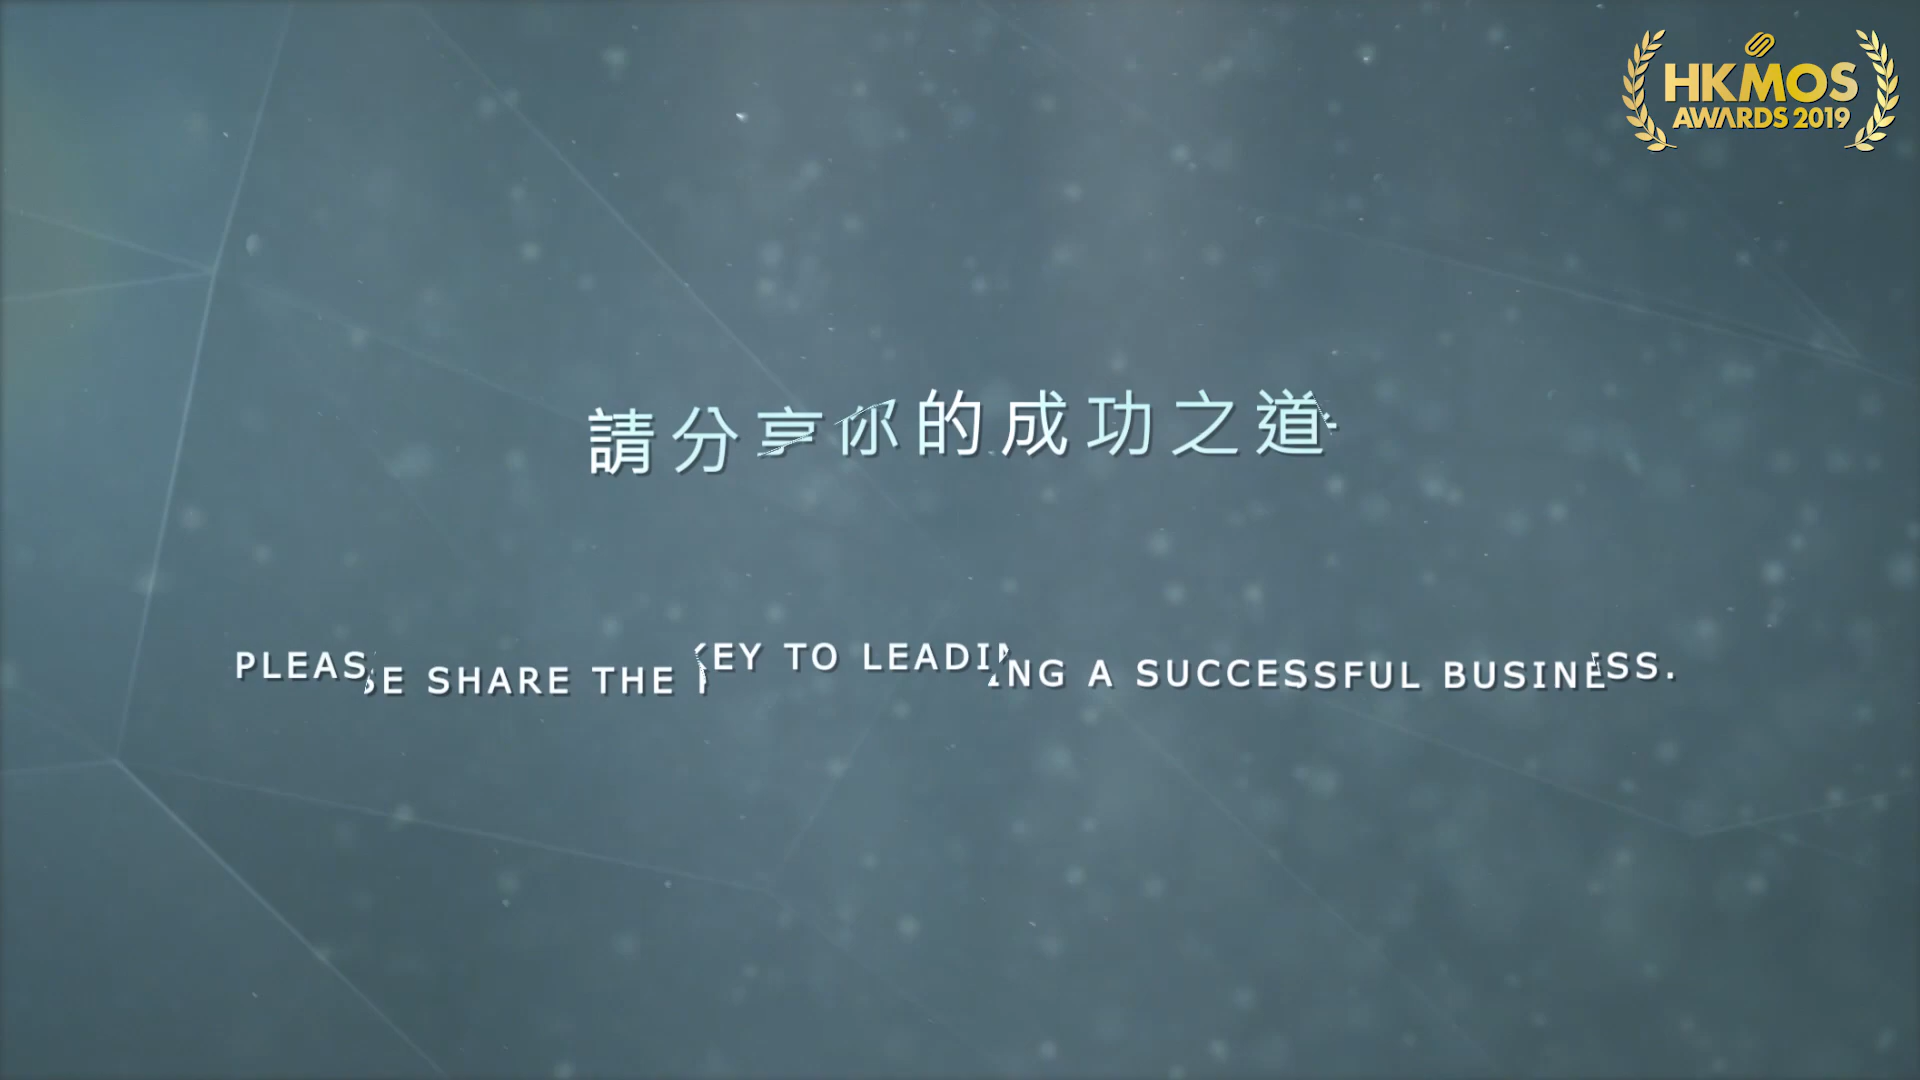 HKMOS
AWARDS 2019
請分享你的成功之道
PLEASE SHARE THE KEY TO LEADING A SUCCESSFUL BUSINESS.